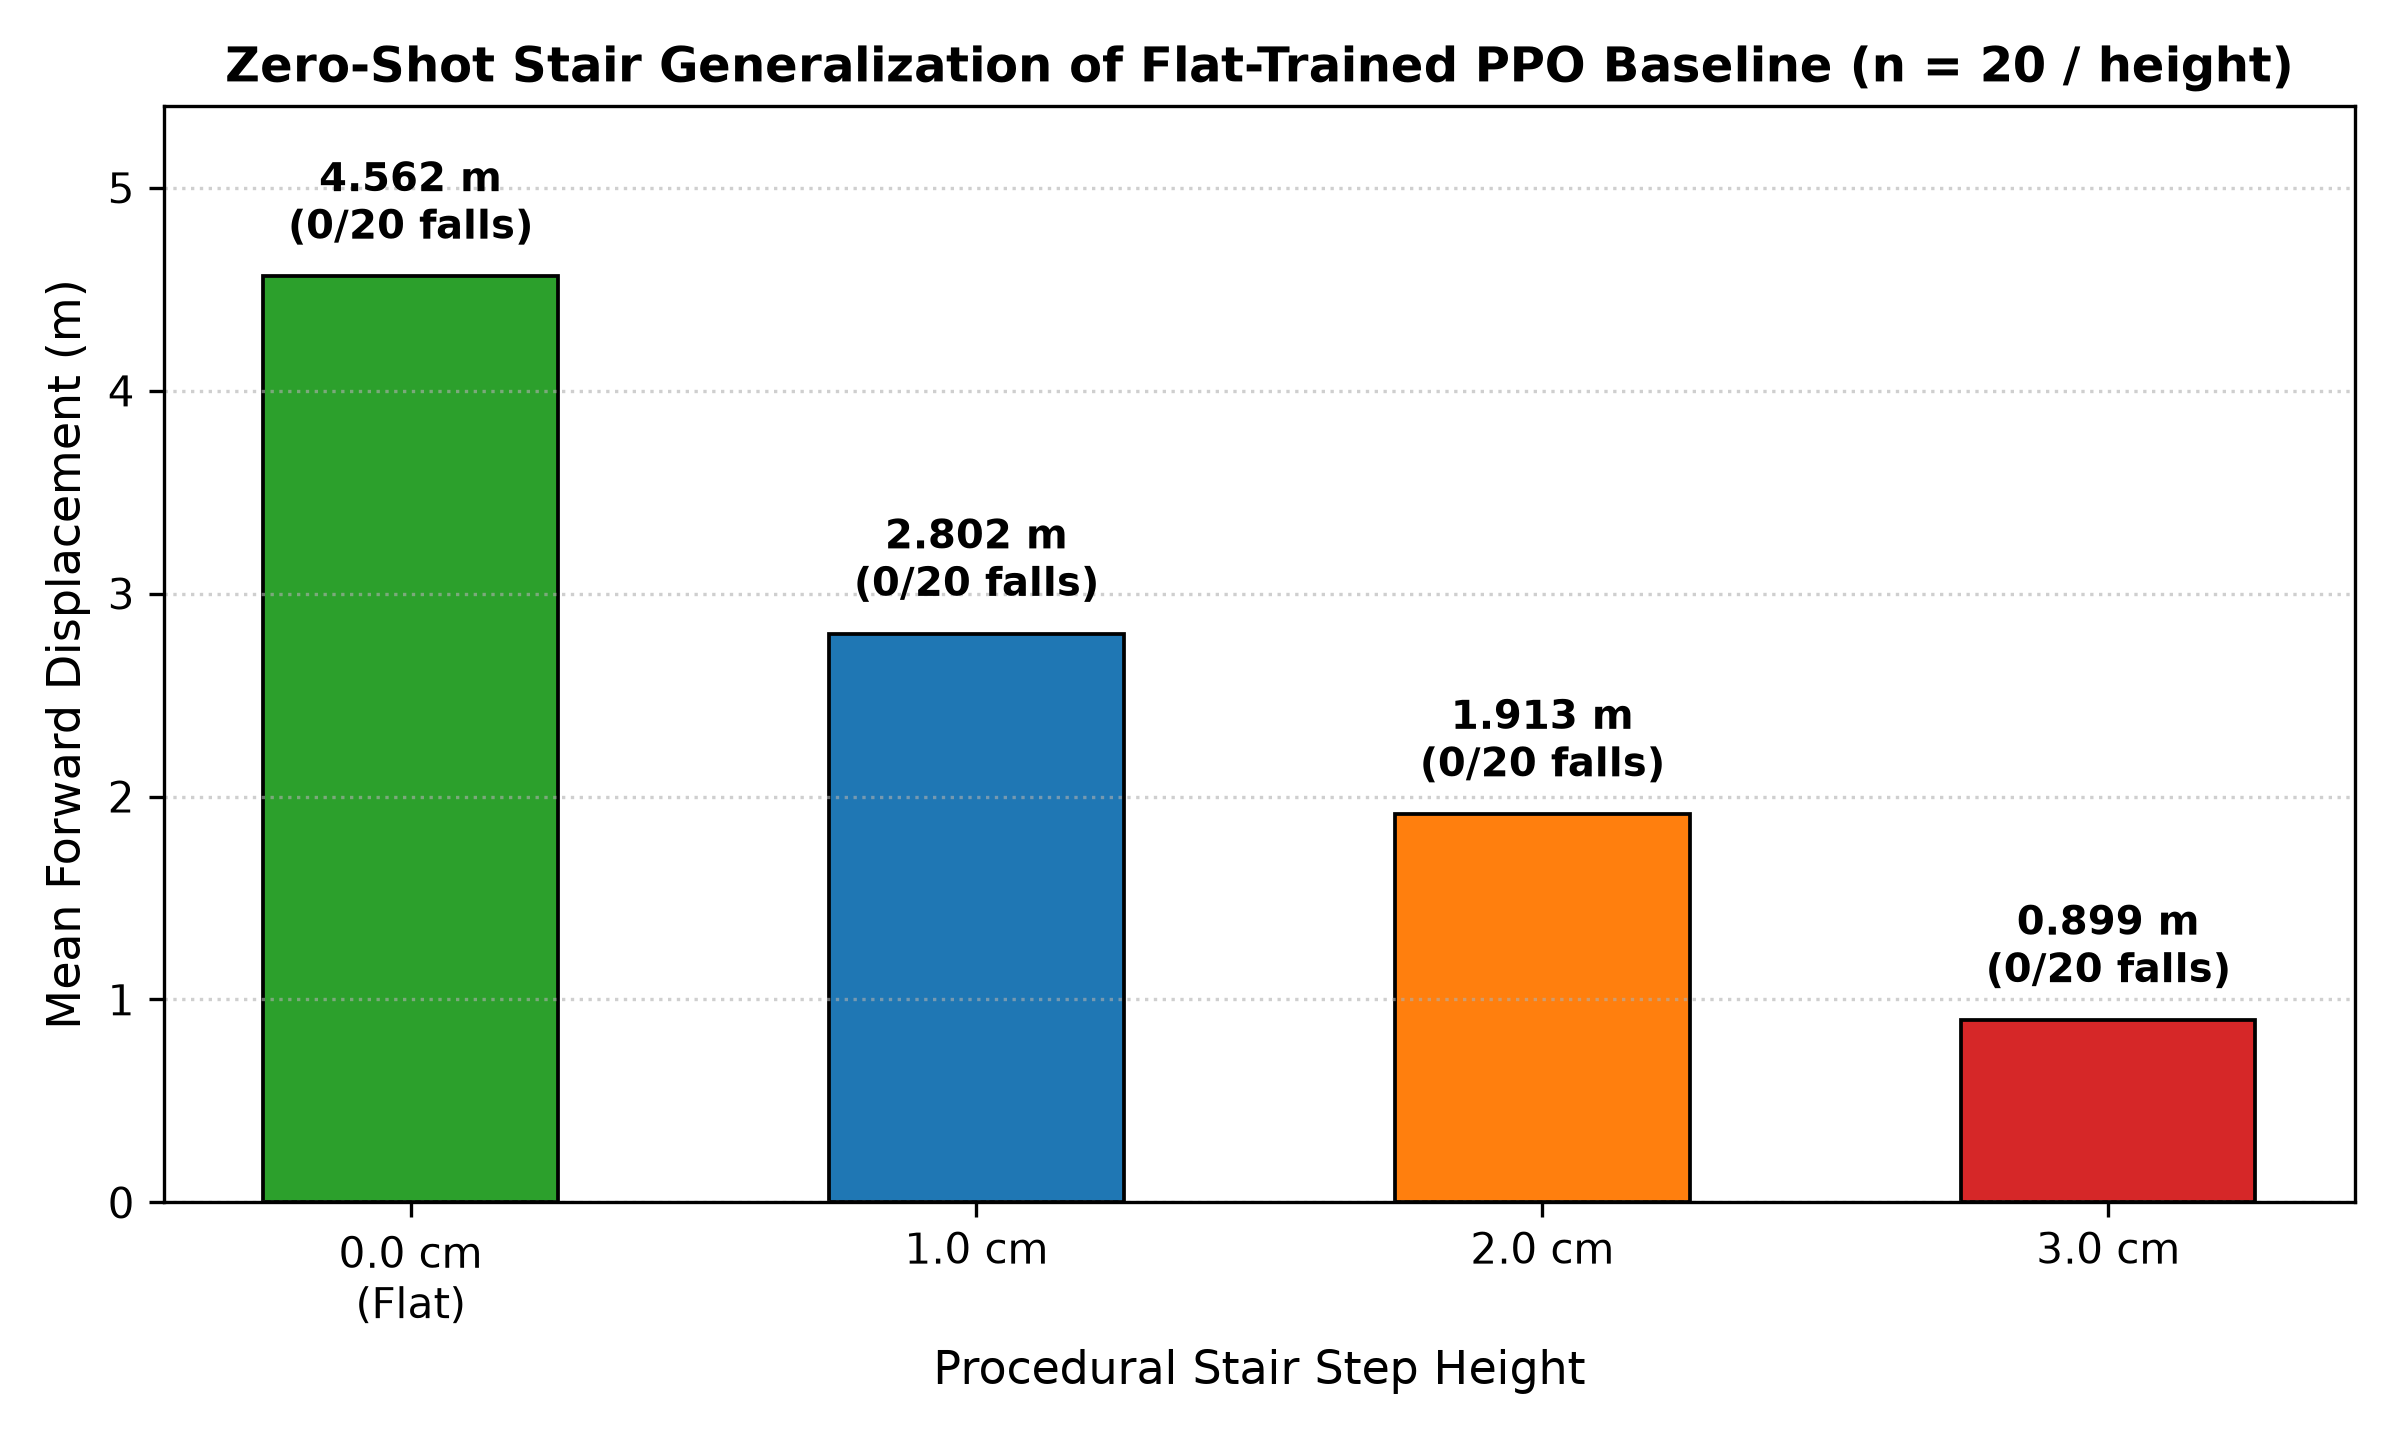 Zero-Shot Stair Generalization of Flat-Trained PPO Baseline (n = 20 / height)
Mean Forward Displacement (m)
5
4
3
2
1
0
4.562 m
(0/20 falls)
2.802 m
(0/20 falls)
1.913 m
(0/20 falls)
0.899 m
(0/20 falls)
0.0 cm
(Flat)
1.0 cm
2.0 cm
3.0 cm
Procedural Stair Step Height